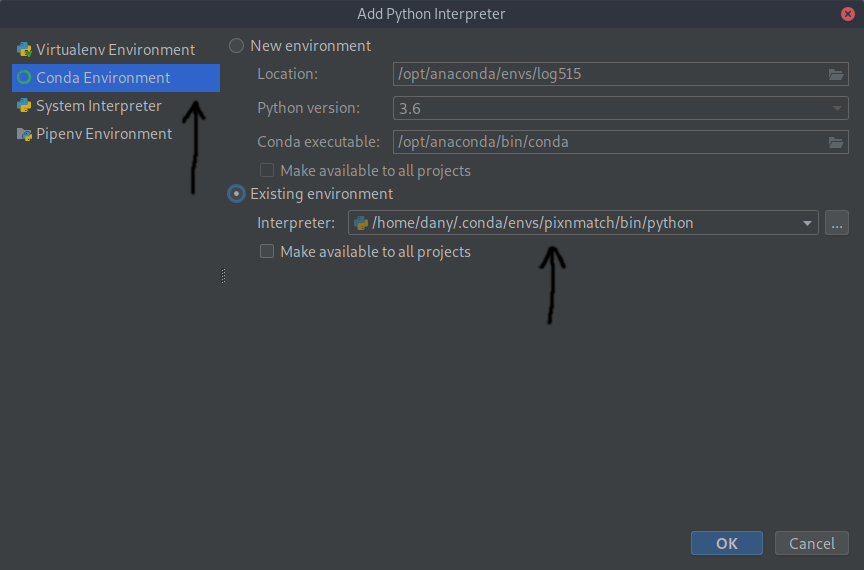 Add Python Interpreter
Virtualenv Environment
Conda Environment
System Interpreter
Pipenv Environment
New environment
Location: /opt/anaconda/envs/log515
Python version: 3.6
Conda executable: /opt/anaconda/bin/conda
Make available to all projects
Existing environment
Interpreter: /home/dany/.conda/envs/pixnmatch/bin/python ...
Make available to all projects
OK Cancel